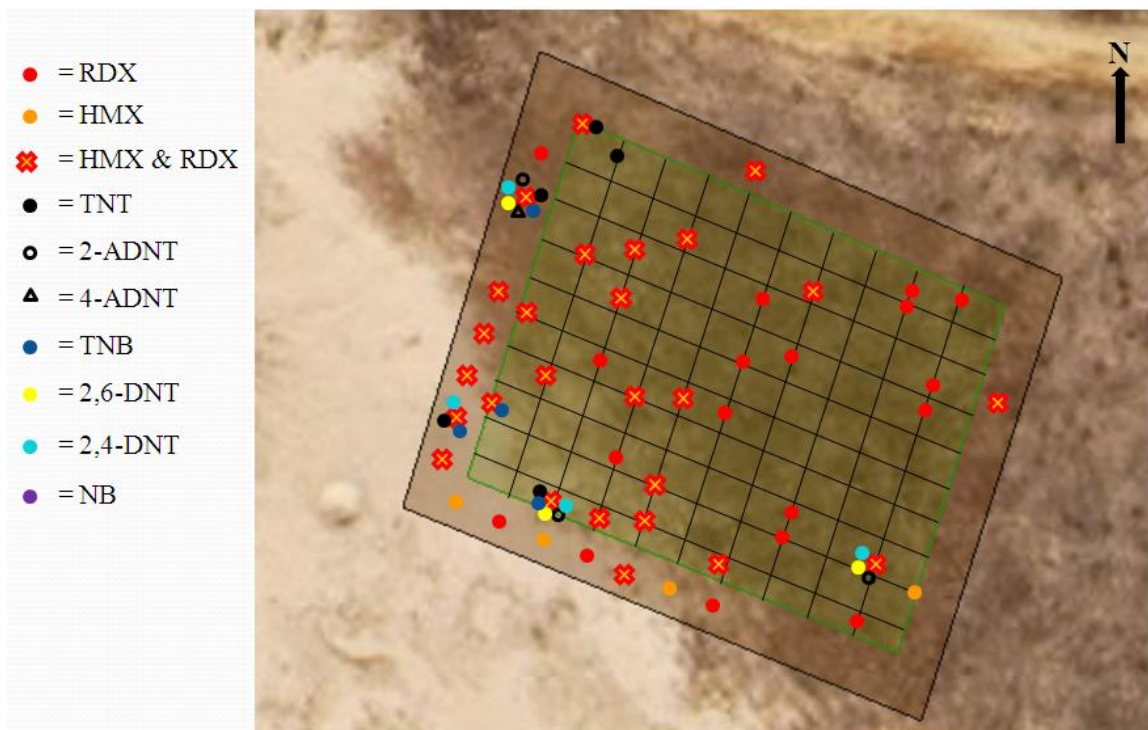 = RDX
= HMX
= HMX & RDX
= TNT
= 2-ADNT
= 4-ADNT
= TNB
= 2,6-DNT
= 2,4-DNT
= NB
N